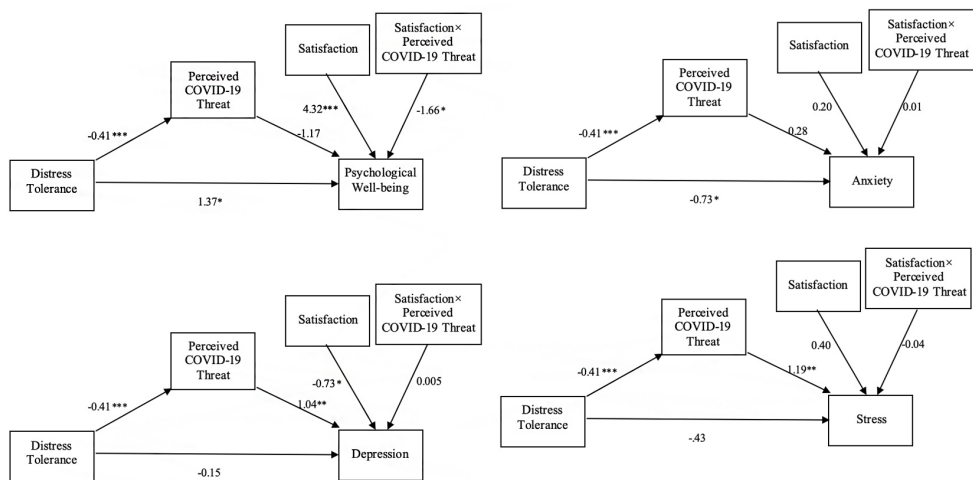 Satisfaction
Satisfaction×
Perceived
COVID-19 Threat
Perceived
COVID-19
Threat
4.32***
-1.66*
-0.41***
-1.17
Distress
Tolerance
Psychological
Well-being
1.37*
Satisfaction
Satisfaction×
Perceived
COVID-19 Threat
Perceived
COVID-19
Threat
0.20
0.01
-0.41***
0.28
Distress
Tolerance
Anxiety
-0.73*
Satisfaction
Satisfaction×
Perceived
COVID-19 Threat
Perceived
COVID-19
Threat
-0.73*
0.005
-0.41***
1.04**
Distress
Tolerance
Depression
-0.15
Satisfaction
Satisfaction×
Perceived
COVID-19 Threat
Perceived
COVID-19
Threat
0.40
-0.04
-0.41***
1.19**
Distress
Tolerance
Stress
-.43